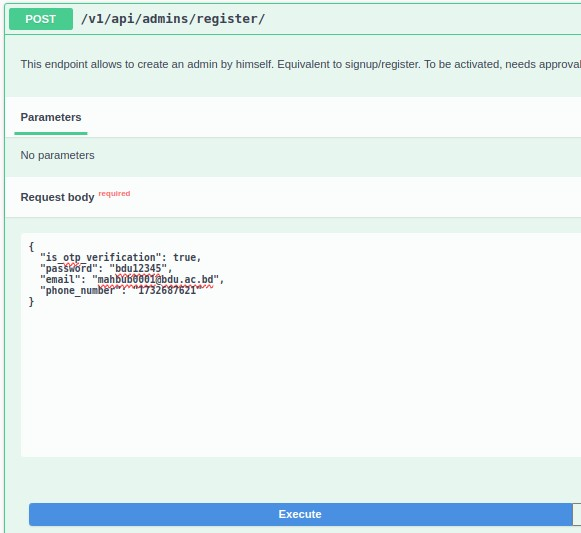 POST /v1/api/admins/register/
This endpoint allows to create an admin by himself. Equivalent to signup/register. To be activated, needs approval
Parameters
No parameters
Request body required
{
"is_otp_verification": true,
"password": "bdu12345",
"email": "mahbub0001@bdu.ac.bd",
"phone_number": "1732687621"
}
Execute